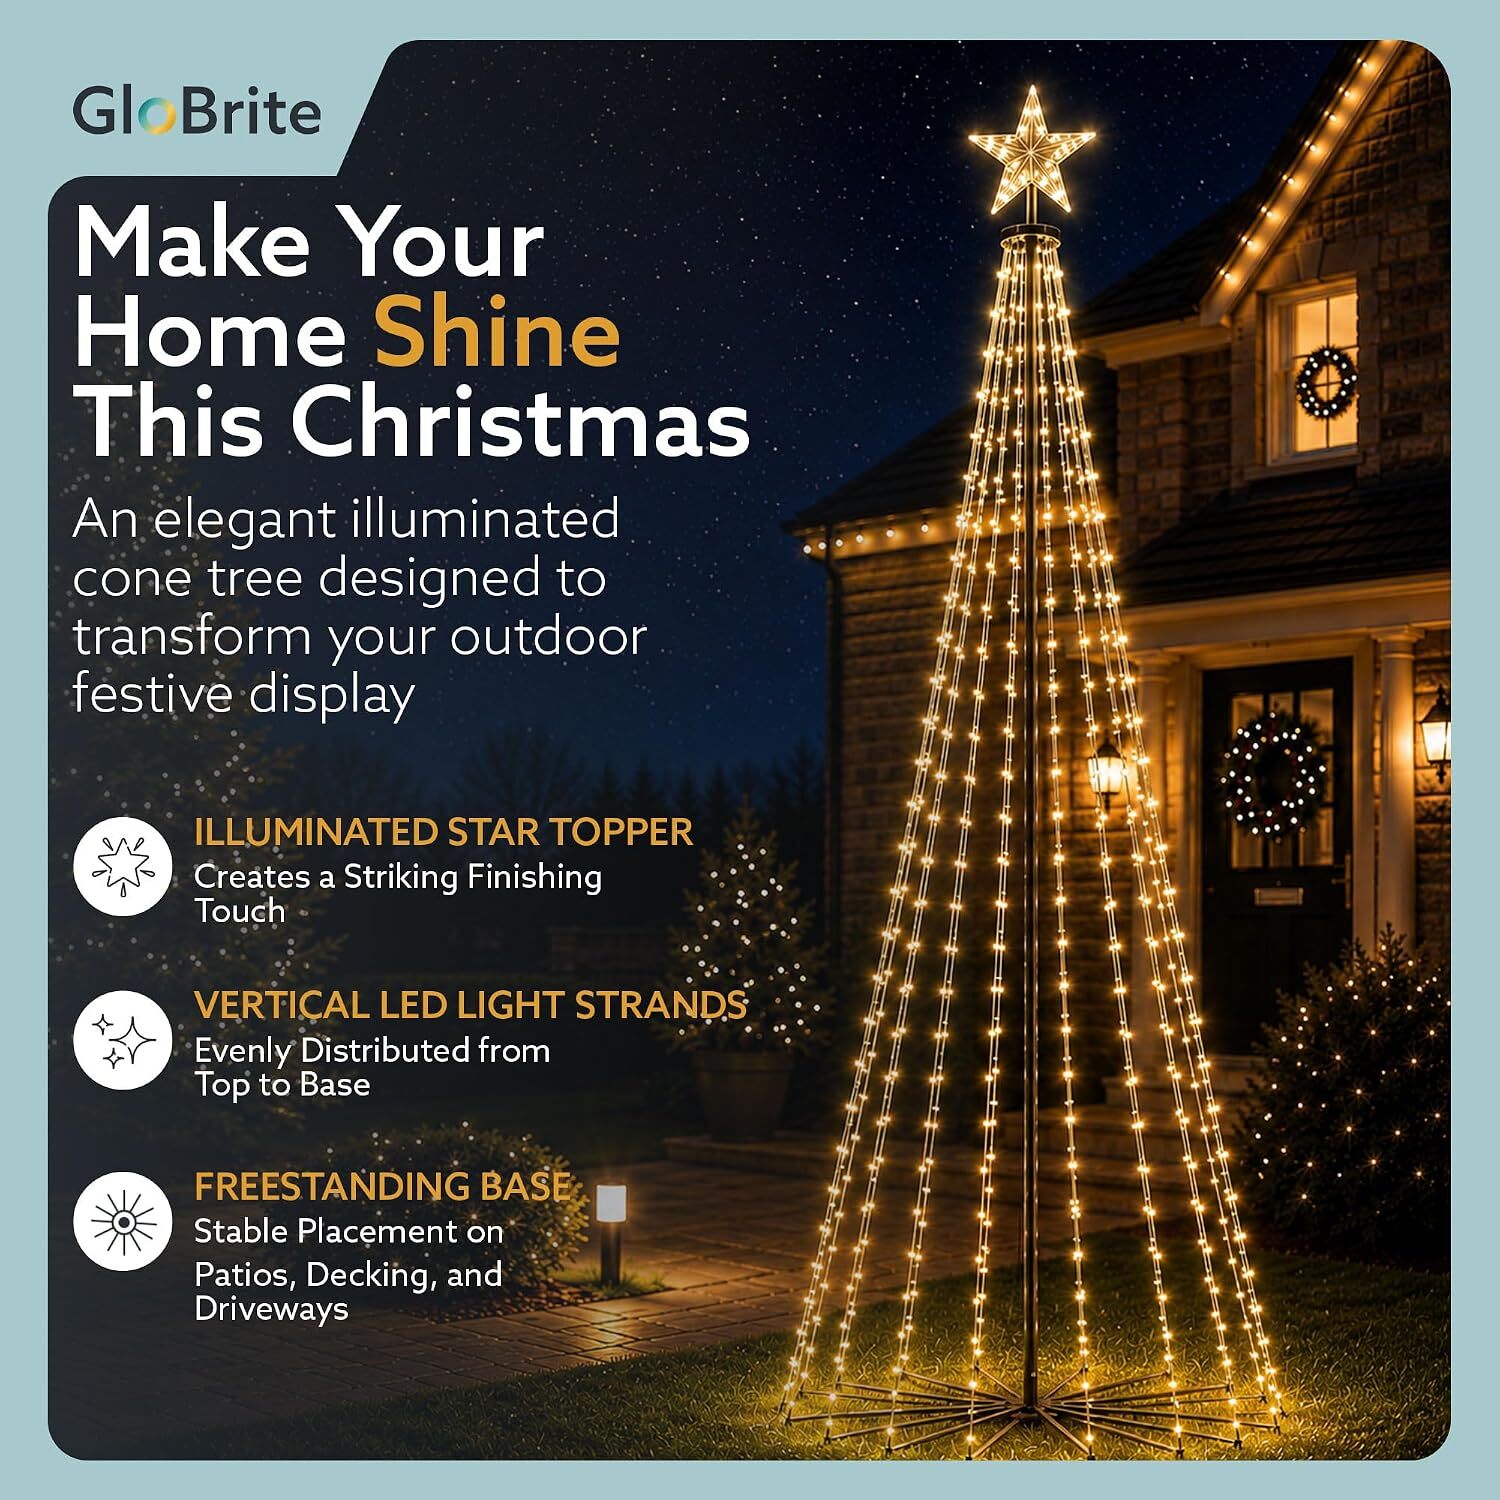 GloBrite
Make Your
Home Shine
This Christmas
An elegant illuminated
cone tree designed to
transform your outdoor
festive display
ILLUMINATED STAR TOPPER
Creates a Striking Finishing
Touch
VERTICAL LED LIGHT STRANDS
Evenly Distributed from
Top to Base
FREESTANDING BASE
Stable Placement on
Patios, Decking, and
Driveways